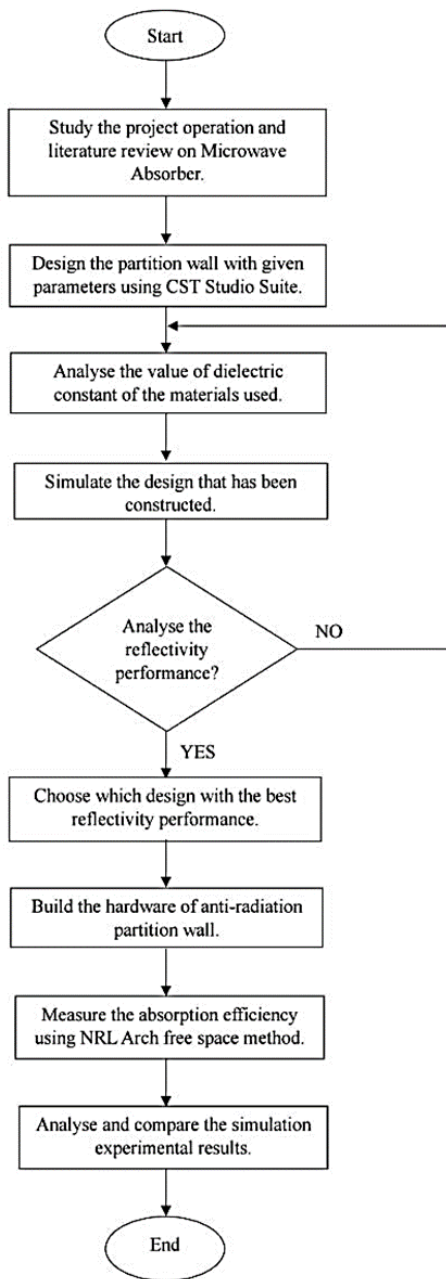 Start
Study the project operation and
literature review on Microwave
Absorber.
Design the partition wall with given
parameters using CST Studio Suite.
Analyse the value of dielectric
constant of the materials used.
Simulate the design that has been
constructed.
Analyse the
reflectivity
performance?
NO
YES
Choose which design with the best
reflectivity performance.
Build the hardware of anti-radiation
partition wall.
Measure the absorption efficiency
using NRL Arch free space method.
Analyse and compare the simulation
experimental results.
End